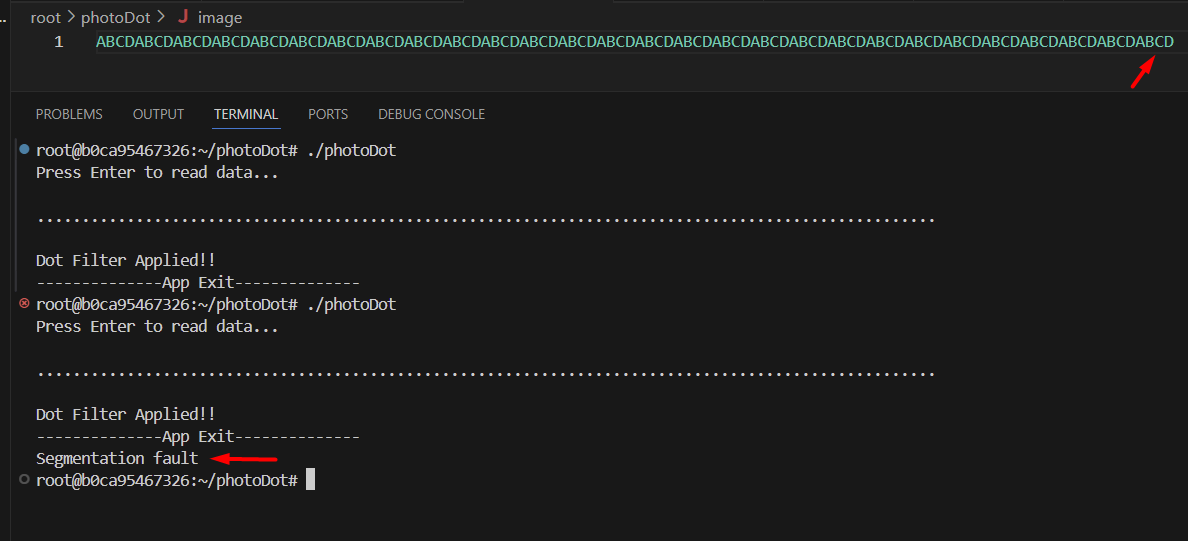 root > photoDot > J image
1 ABCDABCDABCDABCDABCDABCDABCDABCDABCDABCDABCDABCDABCDABCDABCDABCDABCDABCDABCDABCDABCDABCDABCDABCDABCDABCDABCDABCDABCDABCD
PROBLEMS OUTPUT TERMINAL PORTS DEBUG CONSOLE
root@b0ca95467326:~/photoDot# ./photoDot
Press Enter to read data...
....................................................................................................
Dot Filter Applied!!
--------------App Exit--------------
root@b0ca95467326:~/photoDot# ./photoDot
Press Enter to read data...
....................................................................................................
Dot Filter Applied!!
--------------App Exit--------------
Segmentation fault
root@b0ca95467326:~/photoDot#